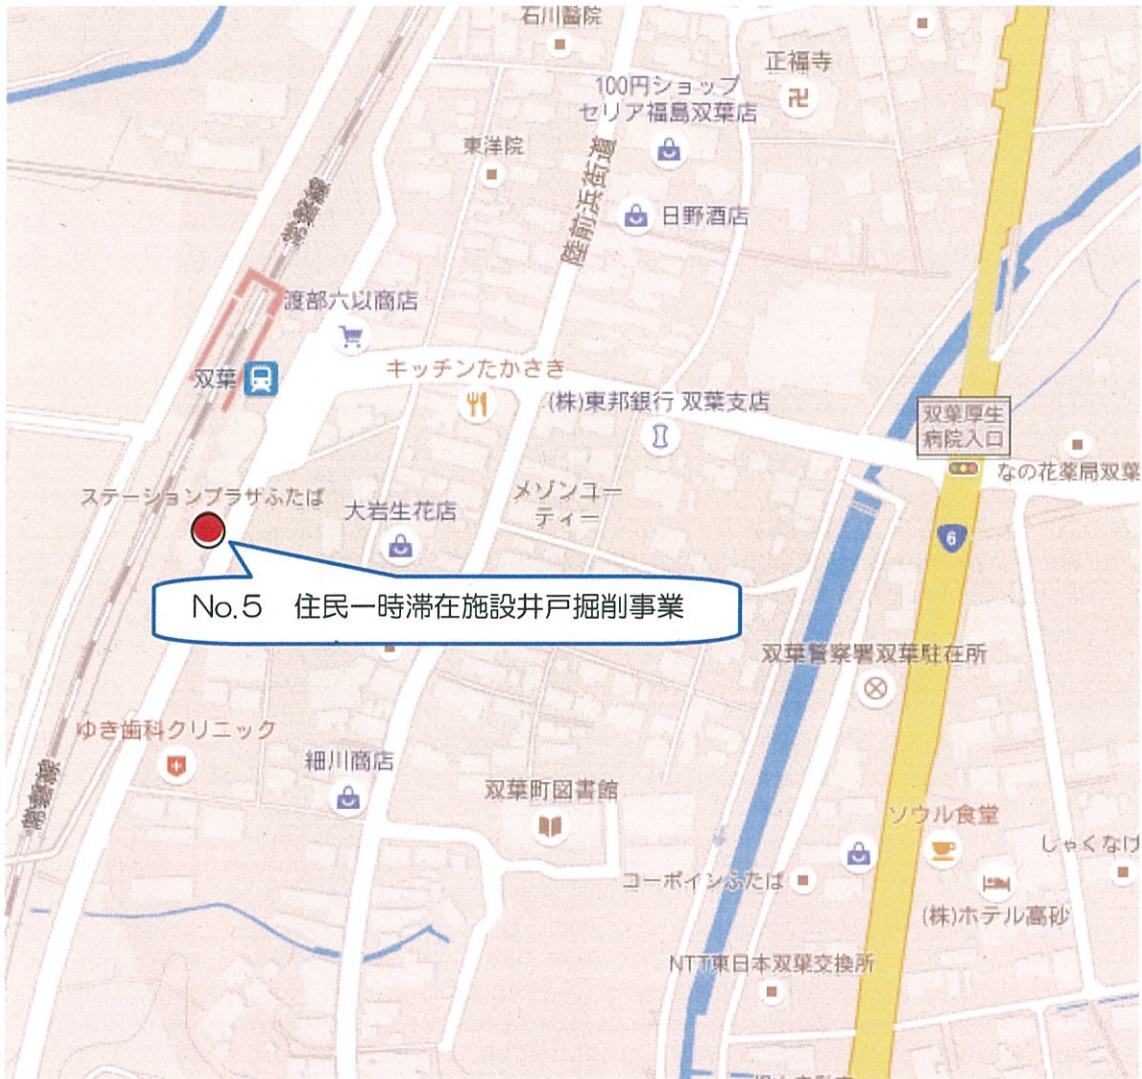 石川醫院
正福寺
100円ショップ
セリア福島双葉店
東洋院
陸前浜街道
日野酒店
常磐線
渡部六以商店
双葉
キッチンたかさき
(株)東邦銀行 双葉支店
双葉厚生
病院入口
なの花薬局双葉
ステーションプラザふたば
大岩生花店
メゾンユー
ティー
6
No.5 住民一時滞在施設井戸掘削事業
双葉警察署双葉駐在所
ゆき歯科クリニック
細川商店
常磐線
双葉町図書館
ソウル食堂
しゃくなげ
コーポインふたば
(株)ホテル高砂
NTT東日本双葉交換所